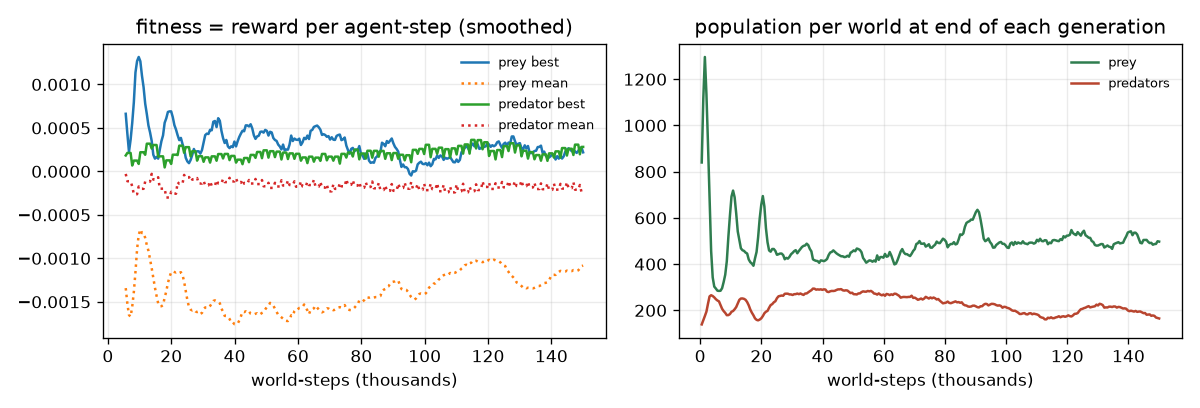 fitness = reward per agent-step (smoothed)
0.0010
0.0005
0.0000
−0.0005
−0.0010
−0.0015
prey best
prey mean
predator best
predator mean
0 20 40 60 80 100 120 140
world-steps (thousands)
population per world at end of each generation
1200
1000
800
600
400
200
prey
predators
0 20 40 60 80 100 120 140
world-steps (thousands)